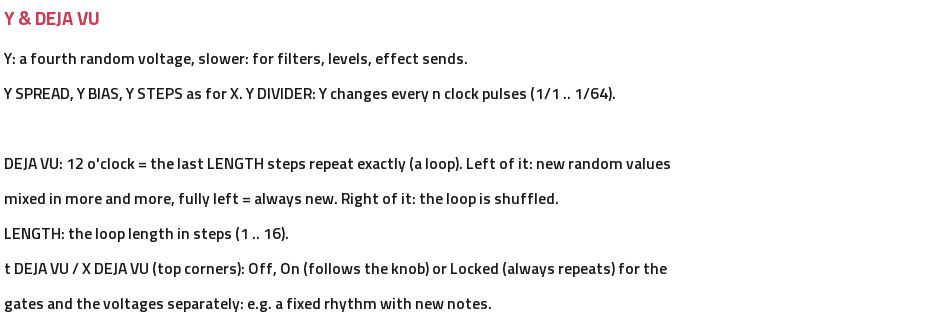 Y & DEJA VU
Y: a fourth random voltage, slower: for filters, levels, effect sends.
Y SPREAD, Y BIAS, Y STEPS as for X. Y DIVIDER: Y changes every n clock pulses (1/1 .. 1/64).
DEJA VU: 12 o'clock = the last LENGTH steps repeat exactly (a loop). Left of it: new random values
mixed in more and more, fully left = always new. Right of it: the loop is shuffled.
LENGTH: the loop length in steps (1 .. 16).
t DEJA VU / X DEJA VU (top corners): Off, On (follows the knob) or Locked (always repeats) for the
gates and the voltages separately: e.g. a fixed rhythm with new notes.